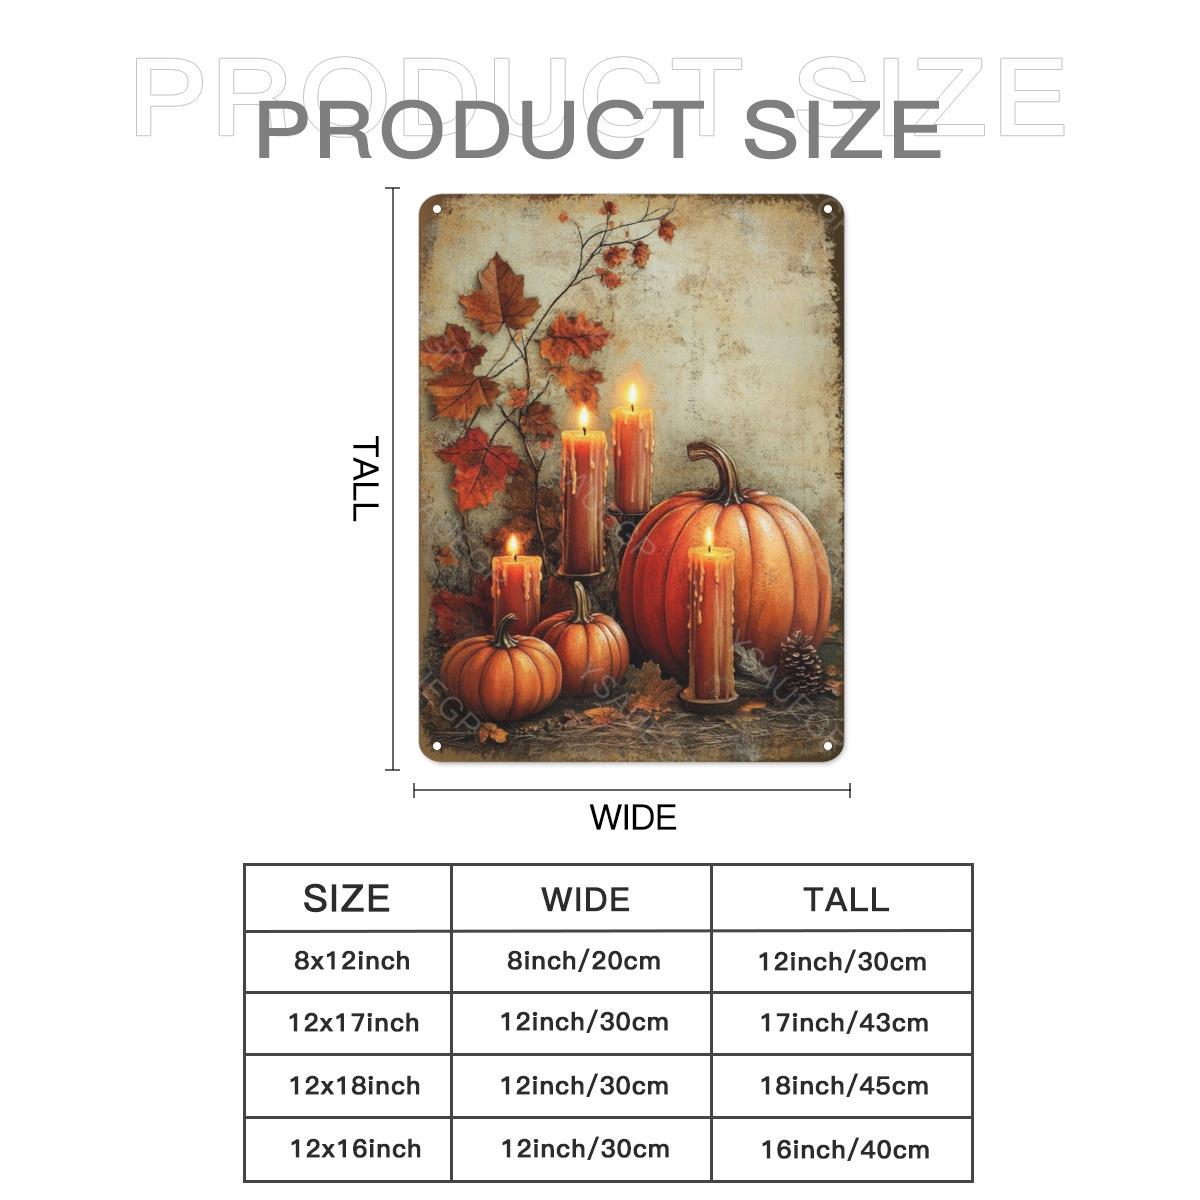 PRODUCT SIZE
PRODUCT SIZE
TALL
KSAUFGP
WIDE
SIZE WIDE TALL
8x12inch 8inch/20cm 12inch/30cm
12x17inch 12inch/30cm 17inch/43cm
12x18inch 12inch/30cm 18inch/45cm
12x16inch 12inch/30cm 16inch/40cm